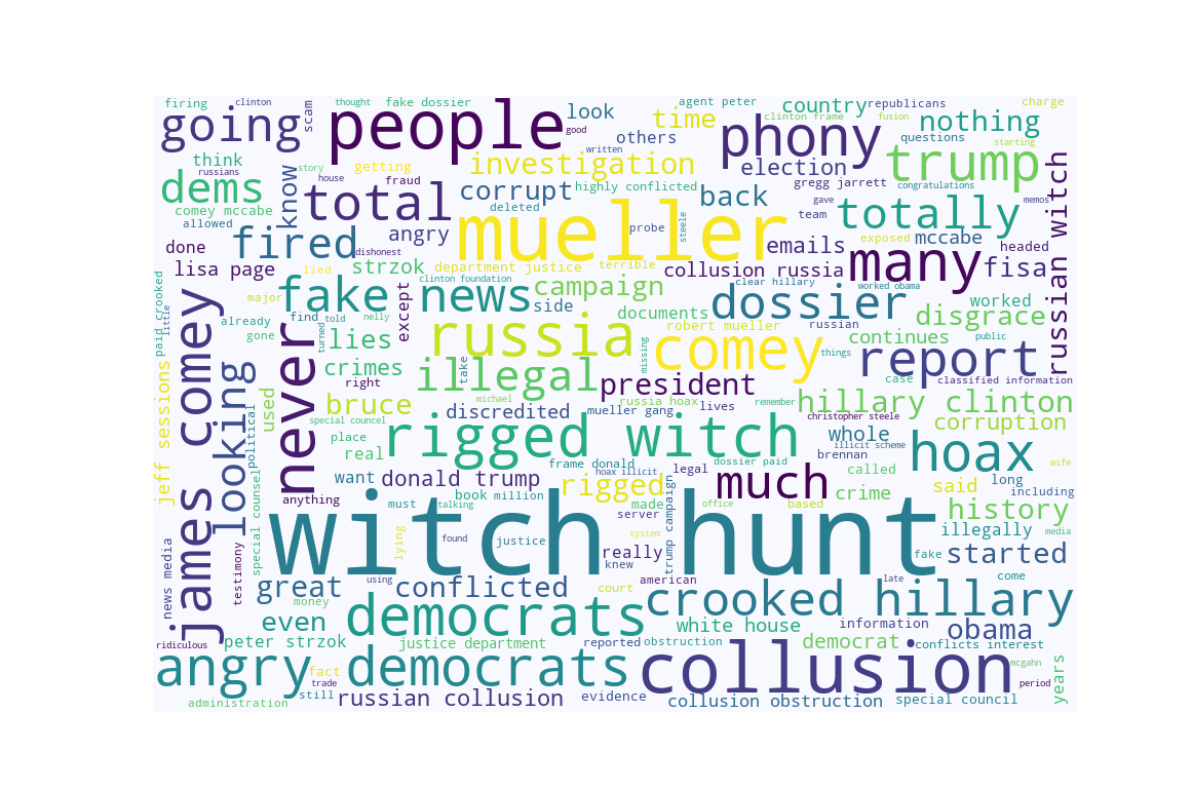 firing
clinton
scam
thought
fake dossier
look
agent peter
country
republicans
charge
going
people
good
others
time
phony
clinton frame
fusion
nothing
questions
starting
written
think
russians
story
getting
investigation
election
trump
dems
know
house
fraud
total
corrupt
highly conflicted
back
gregg jarrett
congratulations
russian witch
comey mccabe
deleted
gave
memos
allowed
angry
mueller
probe
steele
team
totally
done
fired
dishonest
emails
exposed
mccabe
headed
lisa page
lied
strzok
department justice
terrible
collusion russia
many
fisa
paid crooked
little
major
fake news
clinton foundation
campaign
clear hillary
worked obama
except
side
dossier
worked
already
find
told
nelly
documents
disgrace
james comey
never
gone
turned
lies
russia
robert mueller
russian
continues
public
missing
comey
things
report
looking
crimes
take
illegal
president
case
classified information
right
michael
russia hoax
lives
remember
hillary clinton
jeff sessions
political
used
bruce
discredited
mueller gang
christopher steele
corruption
special councel
place
rigged witch
whole
illicit scheme
hoax
real
brennan
frame donald
dossier paid
wife
want
donald trump
hoax illicit
legal
much
called
long
rigged
crime
said
including
special counsel
anything
book
million
made
trump campaign
office
based
history
must
talking
server
system
illegally
media
witch hunt
news media
testimony
lying
found
justice
really
knew
fake
started
great
using
conflicted
court
american
late
come
money
crooked hillary
even
democrats
white house
information
obama
ridiculous
peter strzok
justice department
reported
obstruction
democrat
conflicts interest
angry democrats
fact
trade
collusion
mcgahn
period
years
still
administration
russian collusion
evidence
collusion obstruction
special council